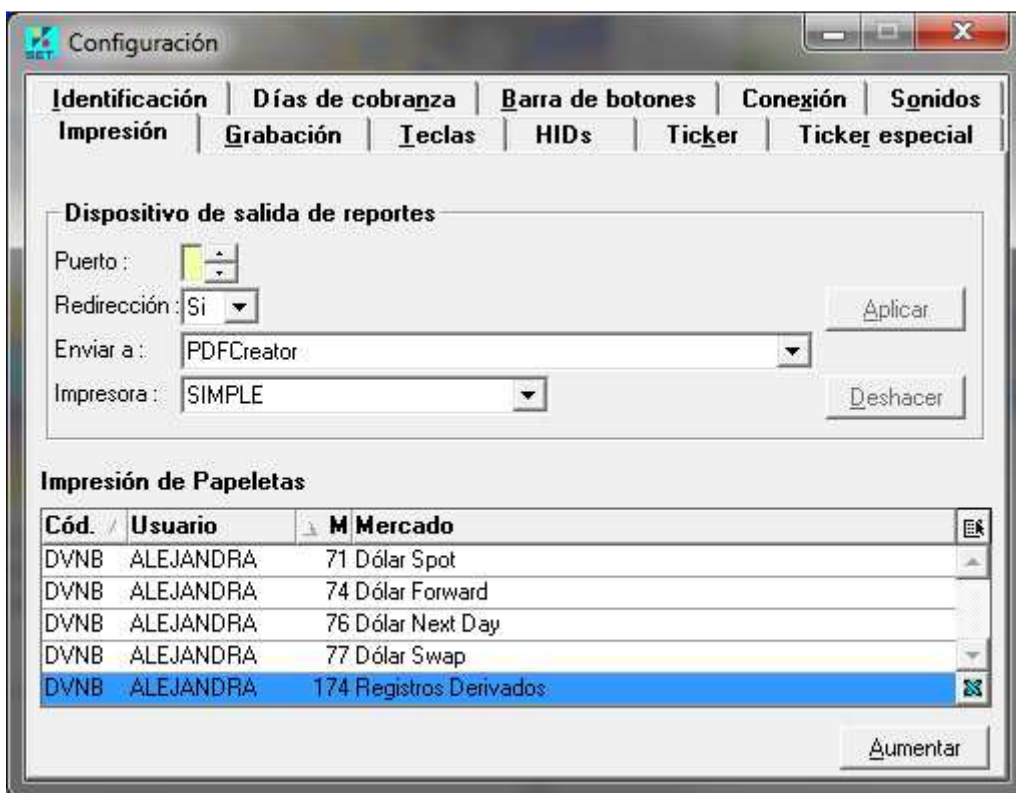 SET Configuración
Identificación Días de cobranza Barra de botones Conexión Sonidos
Impresión Grabación Teclas HIDs Ticker Ticker especial
Dispositivo de salida de reportes
Puerto :
Redirección : Si Aplicar
Enviar a : PDFCreator
Impresora : SIMPLE Deshacer
Impresión de Papeletas
Cód. Usuario M Mercado
DVNB ALEJANDRA 71 Dólar Spot
DVNB ALEJANDRA 74 Dólar Forward
DVNB ALEJANDRA 76 Dólar Next Day
DVNB ALEJANDRA 77 Dólar Swap
DVNB ALEJANDRA 174 Registros Derivados
Aumentar